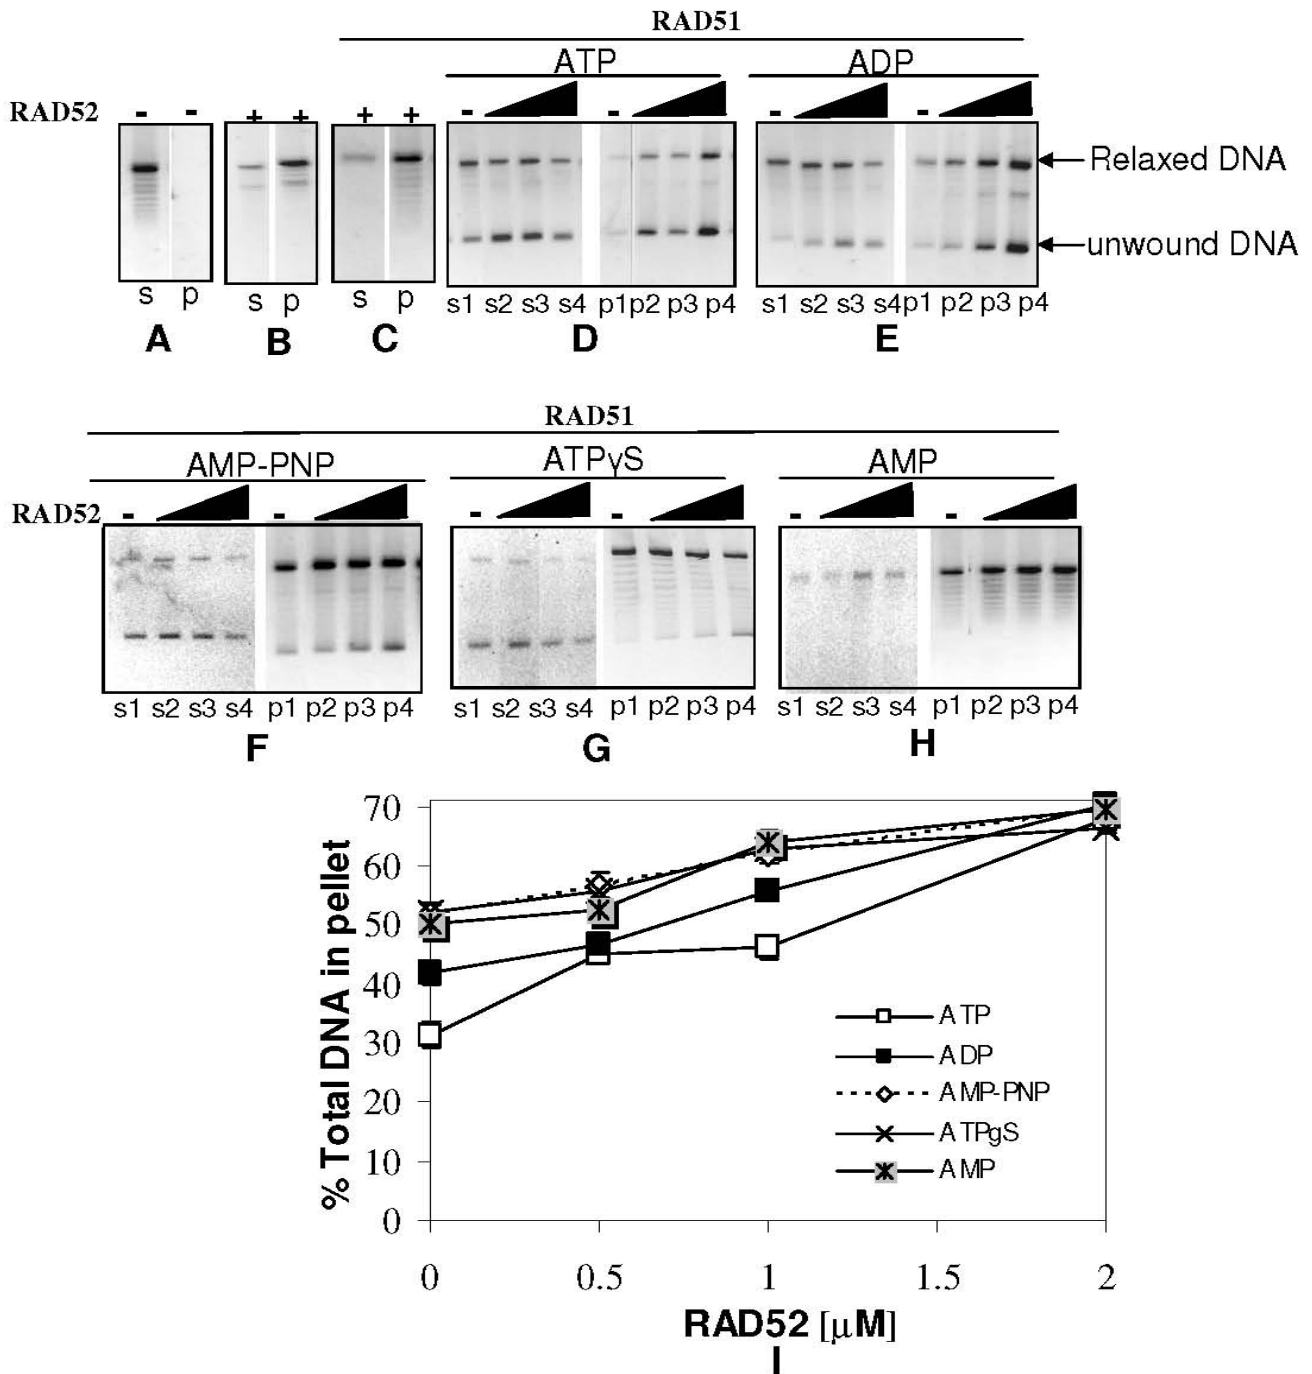 RAD51
ATP ADP
RAD52 - - + + + + - - - -
Relaxed DNA
unwound DNA
s p s p s p s1 s2 s3 s4 p1 p2 p3 p4 s1 s2 s3 s4 p1 p2 p3 p4
A B C D E
RAD51
AMP-PNP ATPγS AMP
RAD52 - - - - - -
s1 s2 s3 s4 p1 p2 p3 p4 s1 s2 s3 s4 p1 p2 p3 p4 s1 s2 s3 s4 p1 p2 p3 p4
F G H
% Total DNA in pellet
70
60
50
40
30
20
10
0
ATP
ADP
AMP-PNP
ATPgS
AMP
0 0.5 1 1.5 2
RAD52 [μM]
I